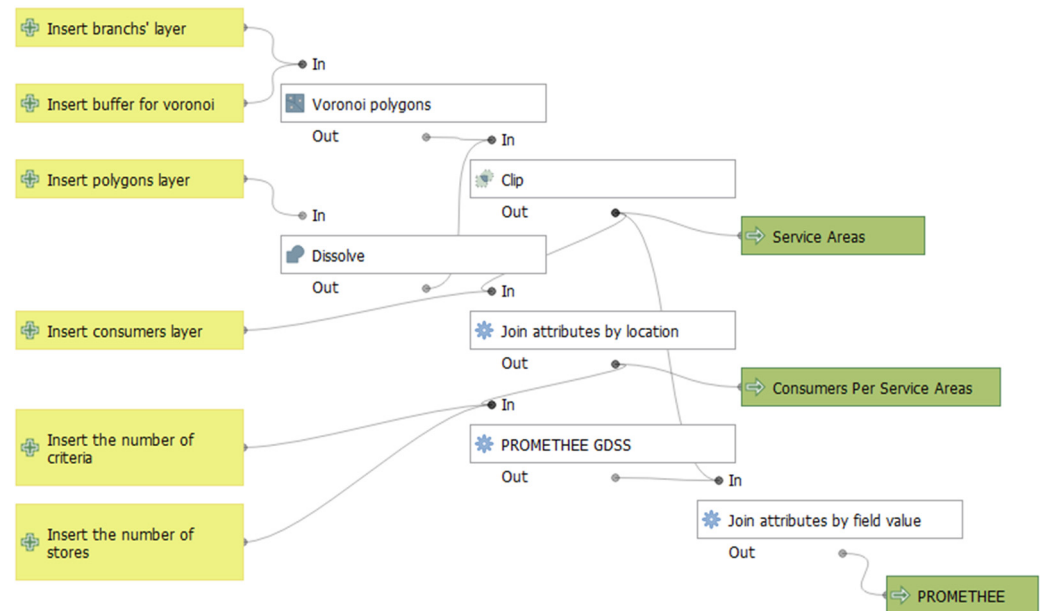 Insert branchs' layer
In
Insert buffer for voronoi
Voronoi polygons
Out
In
Insert polygons layer
Clip
In
Out
Service Areas
Dissolve
Out
In
Insert consumers layer
Join attributes by location
Out
Consumers Per Service Areas
In
Insert the number of
criteria
PROMETHEE GDSS
Out
In
Insert the number of
stores
Join attributes by field value
Out
PROMETHEE